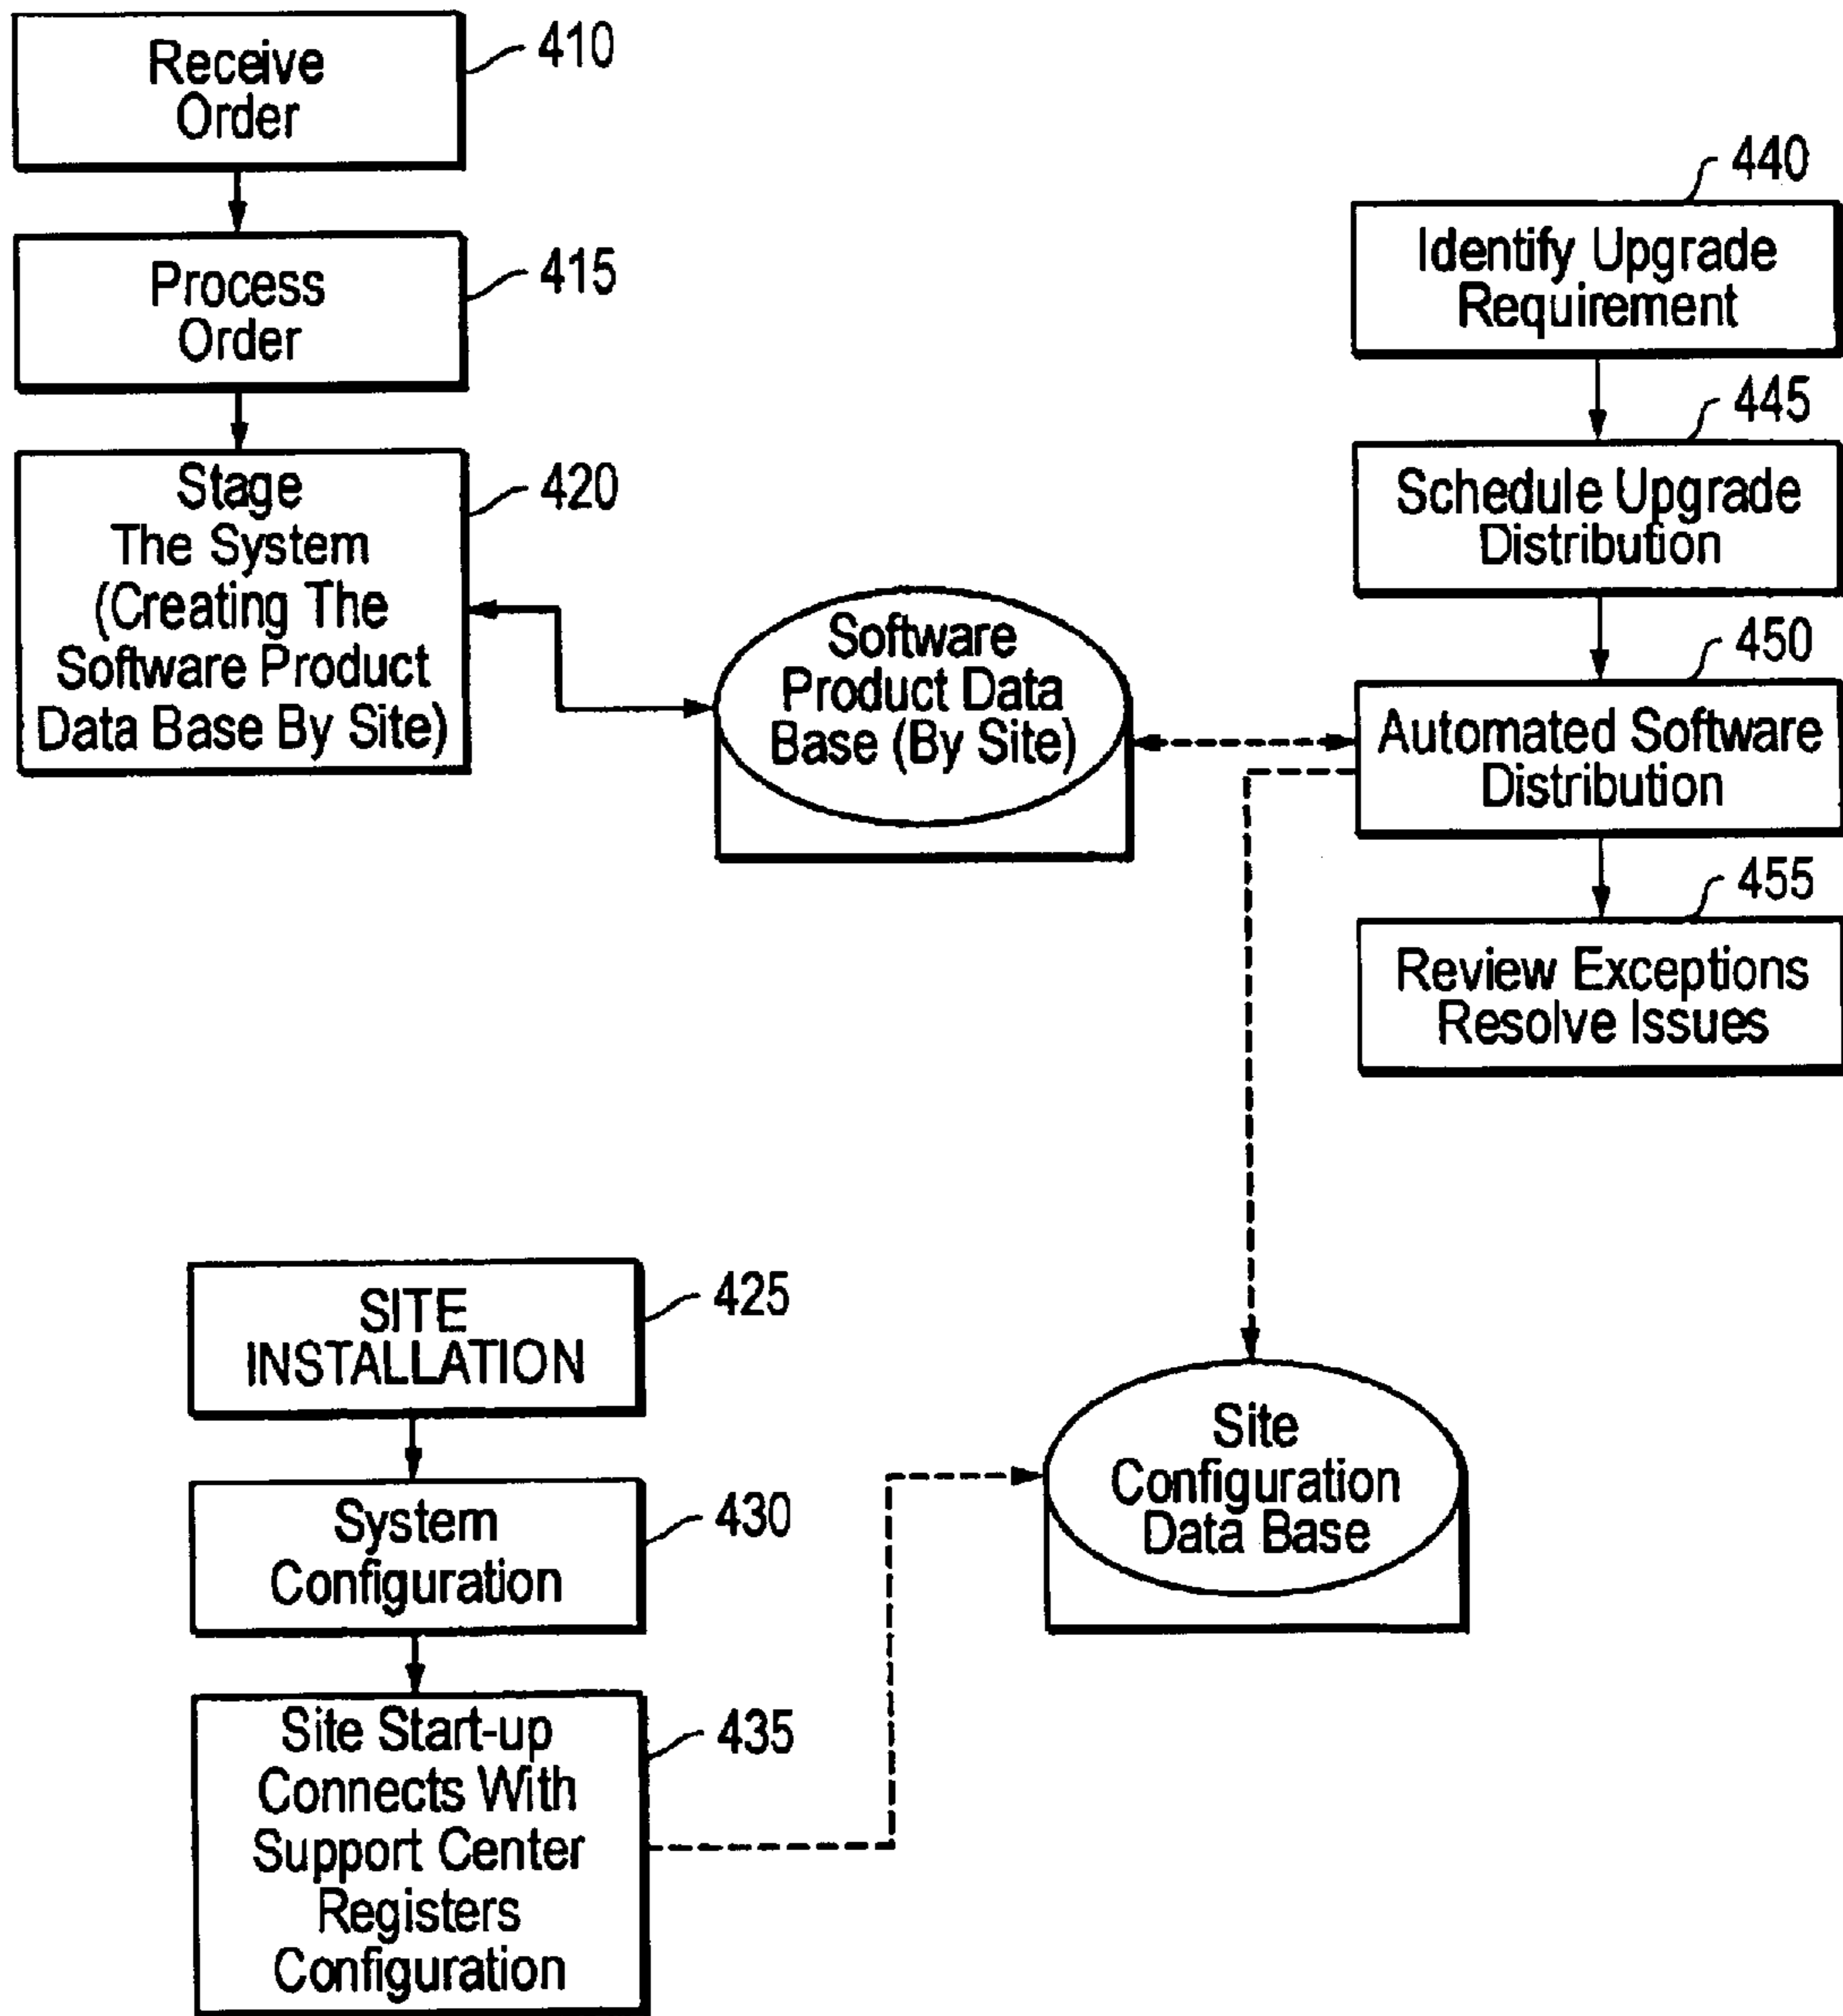 Receive
Order
410
Process
Order
415
Stage
The System
(Creating The
Software Product
Data Base By Site)
420
Software
Product Data
Base (By Site)
440
Identify Upgrade
Requirement
445
Schedule Upgrade
Distribution
450
Automated Software
Distribution
455
Review Exceptions
Resolve Issues
SITE
INSTALLATION
425
System
Configuration
430
Site Start-up
Connects With
Support Center
Registers
Configuration
435
Site
Configuration
Data Base